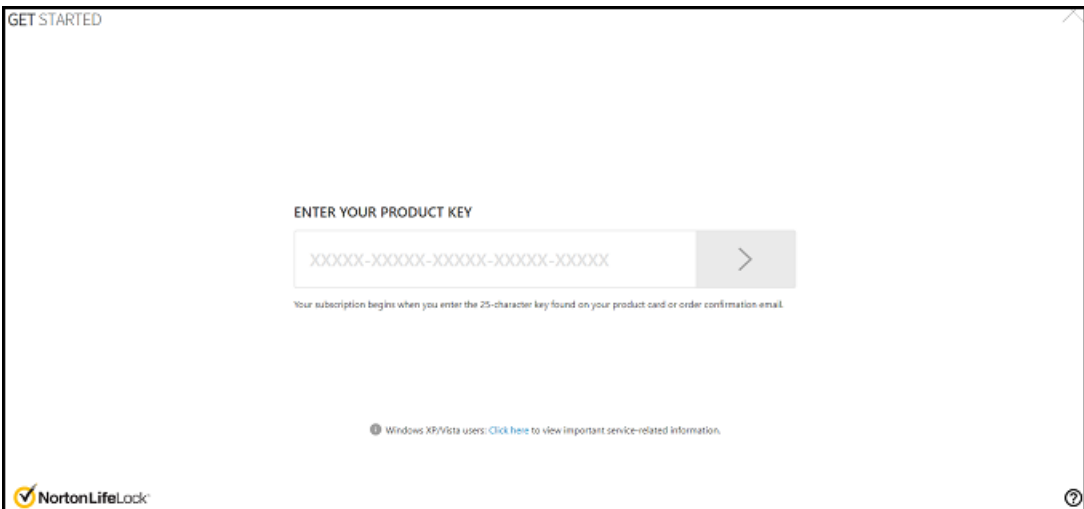 GET STARTED
ENTER YOUR PRODUCT KEY
XXXXX-XXXXX-XXXXX-XXXXX-XXXXX
Your subscription begins when you enter the 25-character key found on your product card or order confirmation email.
Windows XP/Vista users: Click here to view important service-related information.
NortonLifeLock